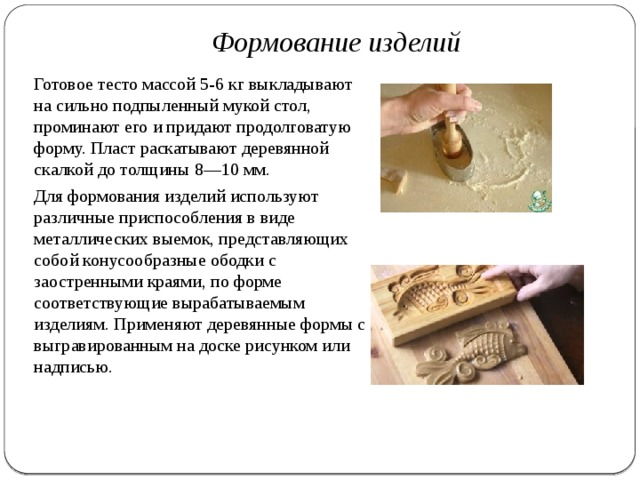 Формование изделий
Готовое тесто массой 5-6 кг выкладывают
на сильно подпыленный мукой стол,
проминают его и придают продолговатую
форму. Пласт раскатывают деревянной
скалкой до толщины 8—10 мм.
Для формования изделий используют
различные приспособления в виде
металлических выемок, представляющих
собой конусообразные ободки с
заостренными краями, по форме
соответствующие вырабатываемым
изделиям. Применяют деревянные формы с
выгравированным на доске рисунком или
надписью.